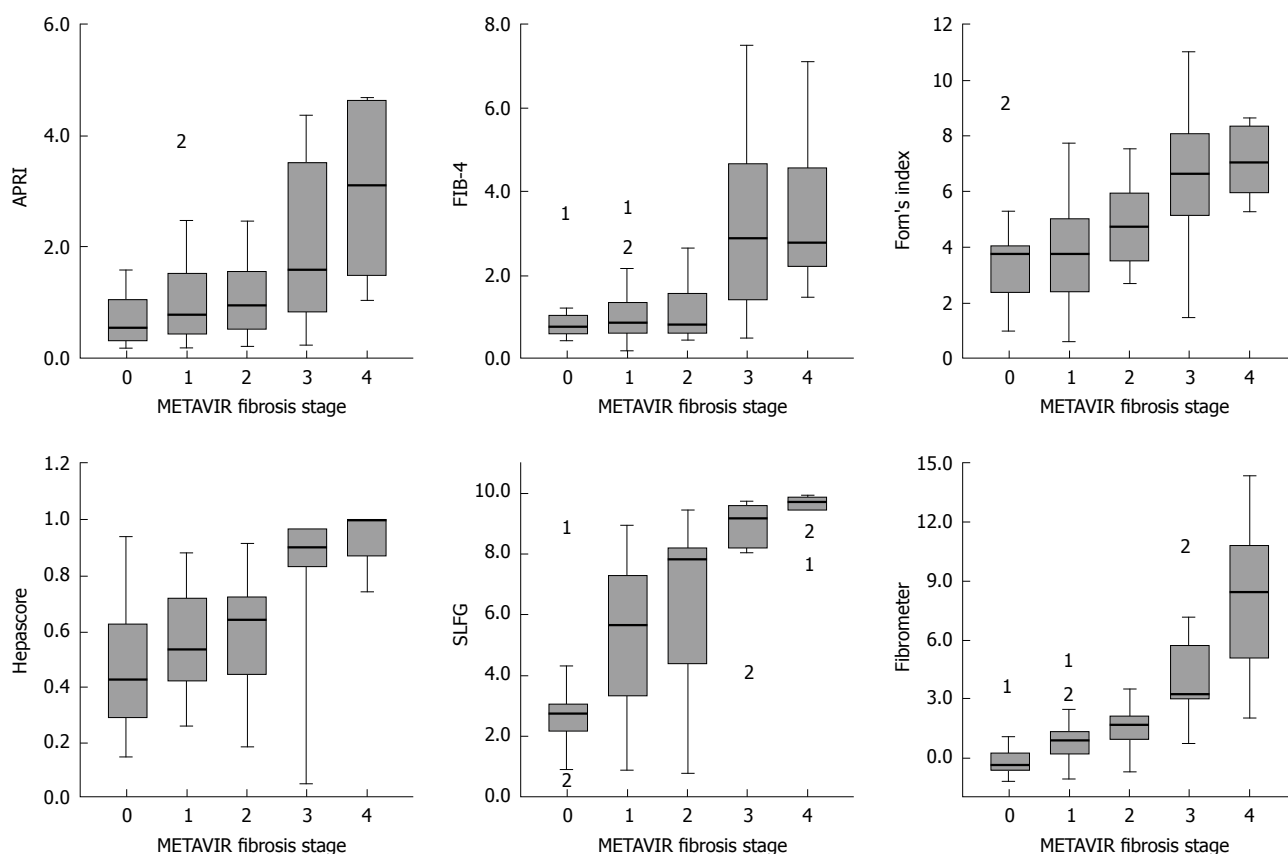 6.0
4.0
2.0
0.0
APRI
2
0 1 2 3 4
METAVIR fibrosis stage
8.0
6.0
4.0
2.0
0.0
FIB-4
1
1
2
0 1 2 3 4
METAVIR fibrosis stage
12
10
8
6
4
2
0
Forn's index
2
0 1 2 3 4
METAVIR fibrosis stage
1.2
1.0
0.8
0.6
0.4
0.2
0.0
Hepascore
0 1 2 3 4
METAVIR fibrosis stage
10.0
8.0
6.0
4.0
2.0
0.0
SLFG
1
2
2
2
1
0 1 2 3 4
METAVIR fibrosis stage
15.0
12.0
9.0
6.0
3.0
0.0
Fibrometer
1
1
2
2
0 1 2 3 4
METAVIR fibrosis stage